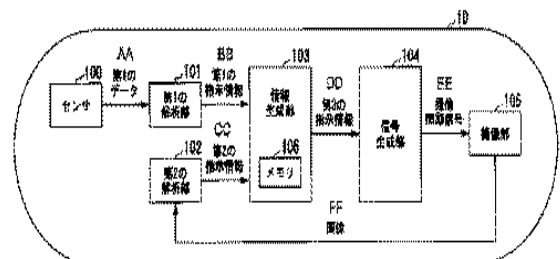 10
AA
BB
103
104
100
第1の
データ
101
第1の
指示情報
DD
EE
105
センサ
第1の
解析部
情報
生成部
第3の
指示情報
信号
生成部
撮像
開始信号
撮像部
CC
102
第2の
指示情報
106
メモリ
第2の
解析部
FF
画像